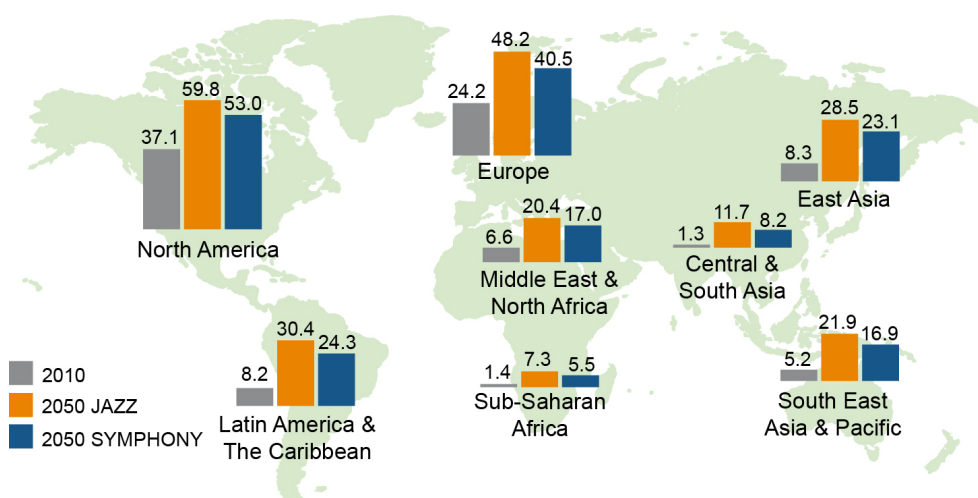 37.1 59.8 53.0
North America
24.2 48.2 40.5
Europe
8.3 28.5 23.1
East Asia
6.6 20.4 17.0
Middle East &
North Africa
1.3 11.7 8.2
Central &
South Asia
8.2 30.4 24.3
Latin America &
The Caribbean
1.4 7.3 5.5
Sub-Saharan
Africa
5.2 21.9 16.9
South East
Asia & Pacific
2010
2050 JAZZ
2050 SYMPHONY